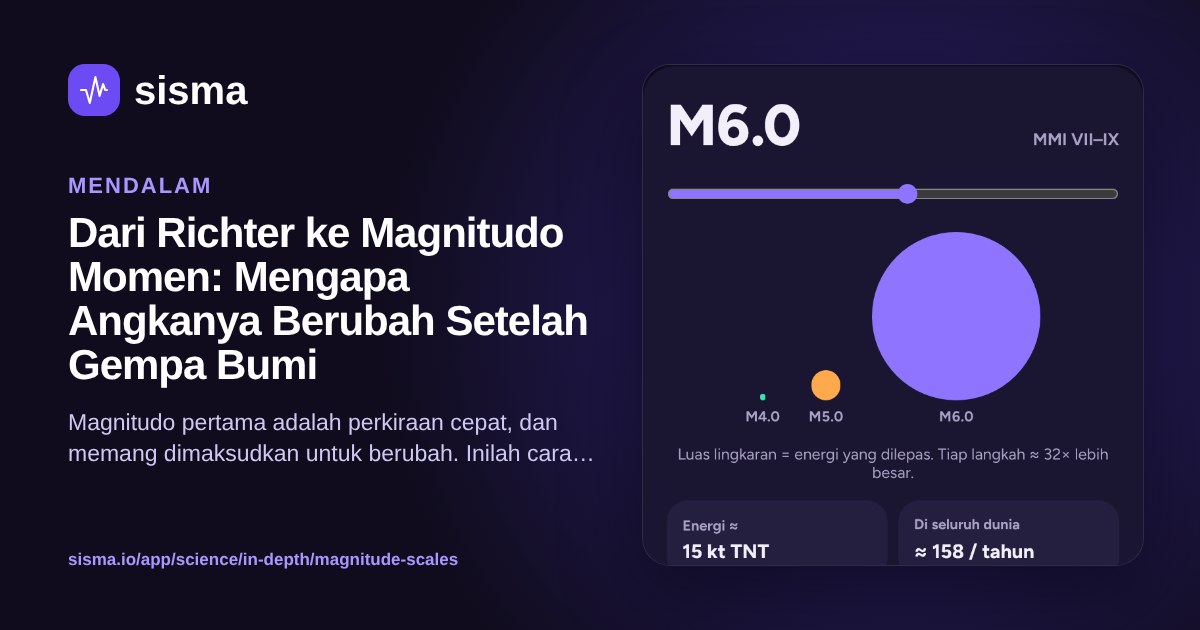 sisma
MENDALAM
Dari Richter ke Magnitudo
Momen: Mengapa
Angkanya Berubah Setelah
Gempa Bumi
Magnitudo pertama adalah perkiraan cepat, dan
memang dimaksudkan untuk berubah. Inilah cara…
sisma.io/app/science/in-depth/magnitude-scales
M6.0
MMI VII–IX
M4.0
M5.0
M6.0
Luas lingkaran = energi yang dilepas. Tiap langkah ≈ 32× lebih
besar.
Energi ≈
15 kt TNT
Di seluruh dunia
≈ 158 / tahun